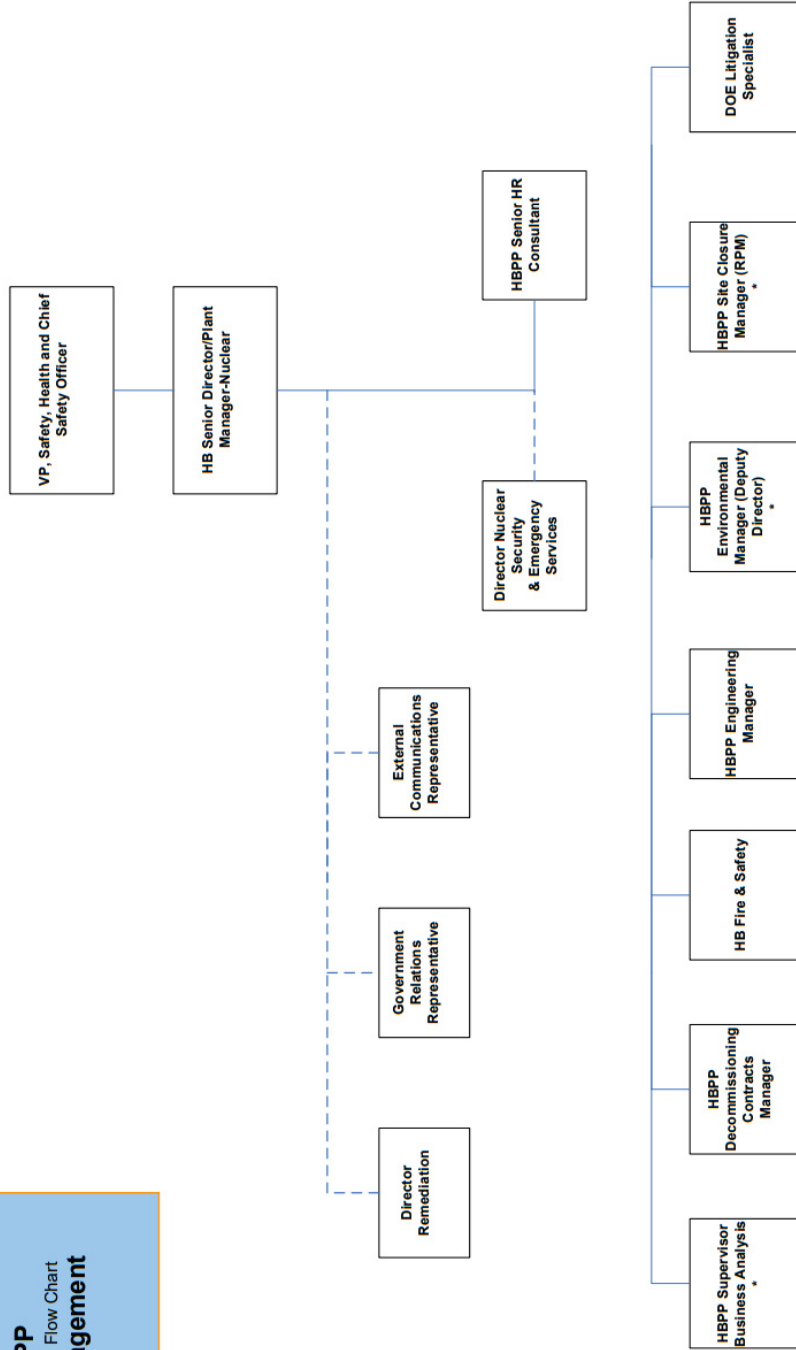 PP
Flow Chart
gement
VP, Safety, Health and Chief
Safety Officer
HB Senior Director/Plant
Manager-Nuclear
Director
Remediation
Government
Relations
Representative
External
Communications
Representative
Director Nuclear
Security
& Emergency
Services
HBPP Senior HR
Consultant
HBPP Supervisor
Business Analysis
*
HBPP
Decommissioning
Contracts
Manager
HB Fire & Safety
HBPP Engineering
Manager
HBPP
Environmental
Manager (Deputy
Director)
*
HBPP Site Closure
Manager (RPM)
*
DOE Litigation
Specialist